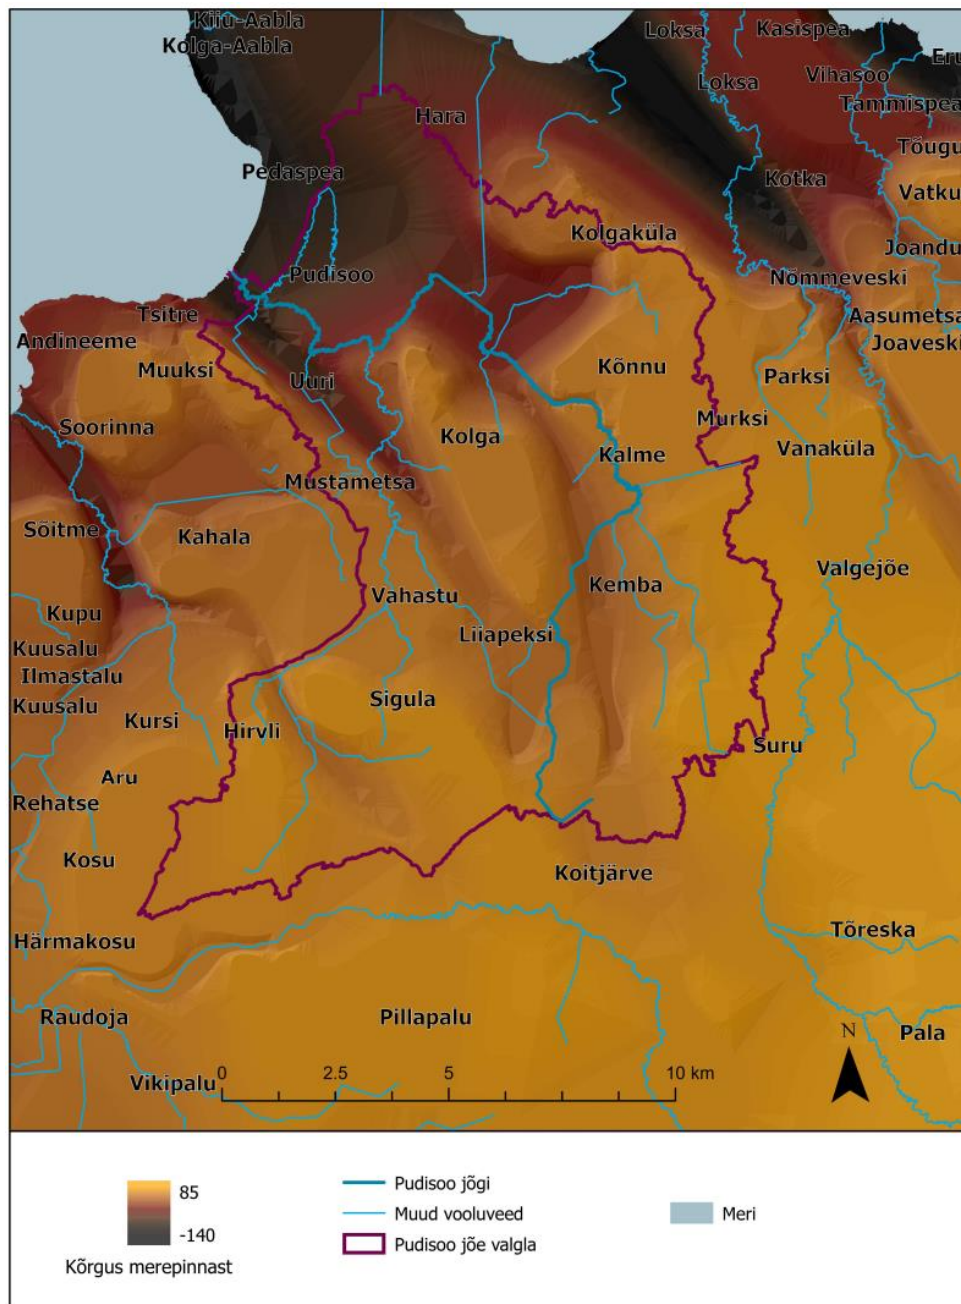 Kiiu-Aabla
Kolga-Aabla
Loksa
Kasispea
Eru
Loksa
Vihasoo
Tammispea
Hara
Tõugu
Pedaspea
Kotka
Vatku
Kolgaküla
Joandu
Pudisoo
Nõmmeveski
Tsitre
Aasumetsa
Andineeme
Joaveski
Muuksi
Uuri
Kõnnu
Parksi
Soorinna
Kolga
Murksi
Kalme
Vanaküla
Mustametsa
Sõitme
Kahala
Valgejõe
Kemba
Vahastu
Kupu
Liiapeksi
Kuusalu
Ilmastalu
Sigula
Kuusalu
Kursi
Hirvli
Suru
Aru
Rehatse
Kosu
Koitjärve
Tõreska
Härmakosu
Raudoja
Pillapalu
N
Pala
Vikipalu
0 2.5 5 10 km
85
-140
Kõrgus merepinnast
Pudisoo jõgi
Muud vooluveed
Pudisoo jõe valgla
Meri